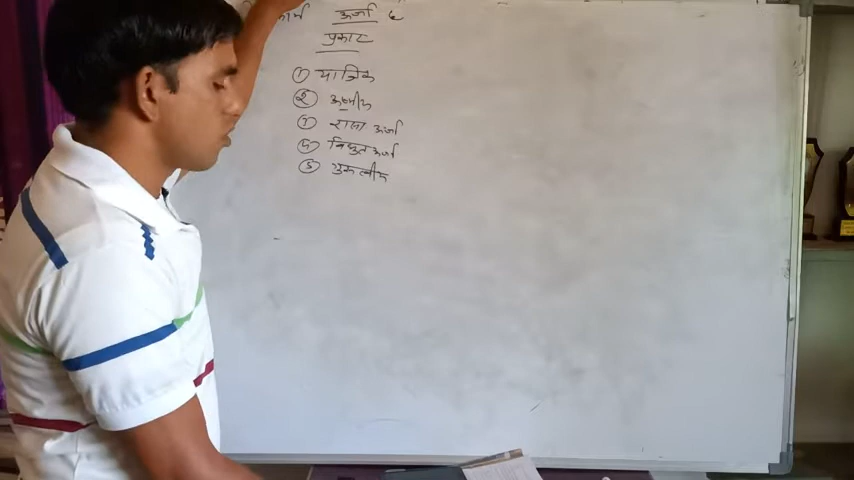 कार्य ऊर्जा
प्रकार
① यांत्रिक
② ऊष्मीय
③ ऊर्जा
④ विद्युत ऊर्जा
⑤ गुरुत्वीय